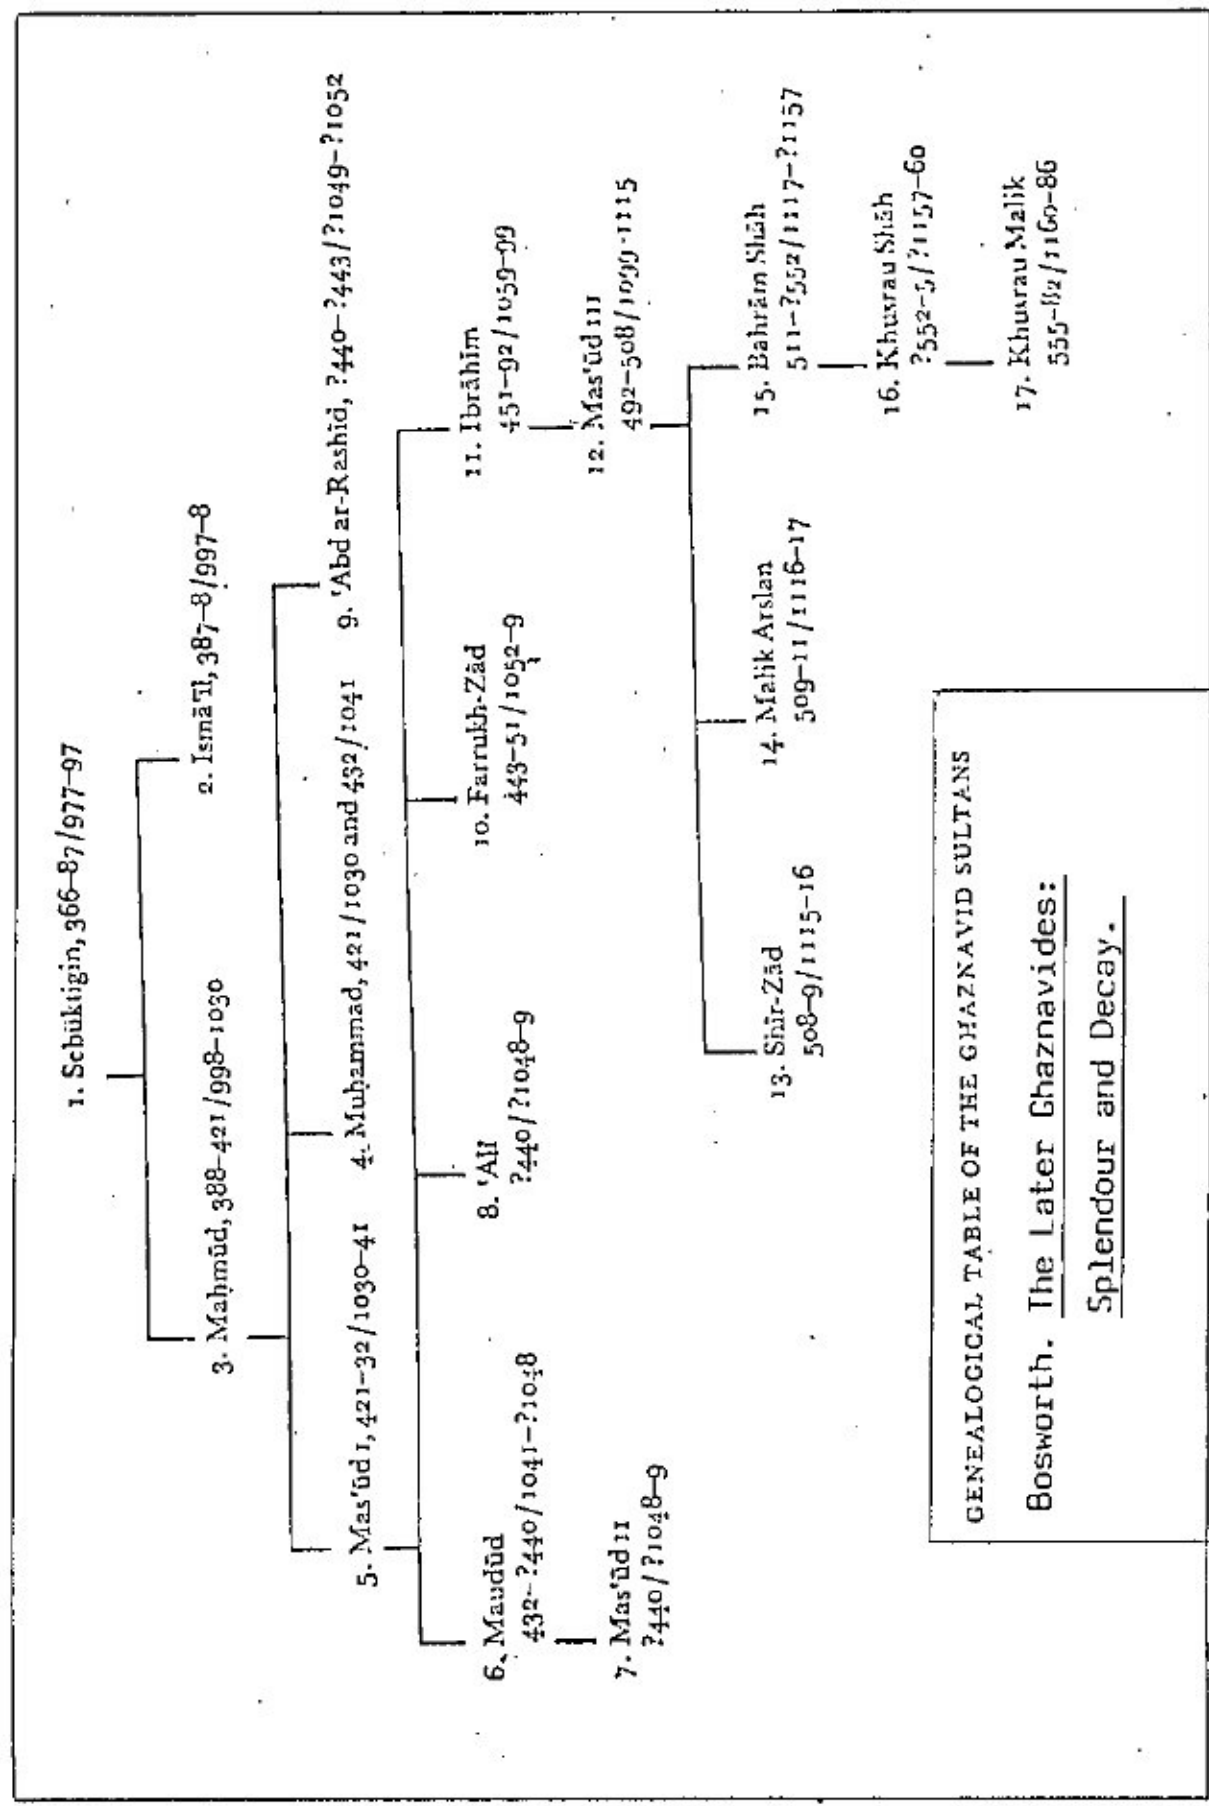 1. Sebüktigin, 366–87/977–97
3. Maḥmūd, 388–421/998–1030
2. Ismā‘īl, 387–8/997–8
5. Mas‘ūd I, 421–32/1030–41
4. Muḥammad, 421/1030 and 432/1041
9. ‘Abd ar-Rashīd, ?440–?443/?1049–?1052
6. Maudūd
432–?440/1041–?1048
8. ‘Alī
?440/?1048–9
10. Farrukh-Zād
443–51/1052–9
11. Ibrāhīm
451–92/1059–99
7. Mas‘ūd II
?440/?1048–9
12. Mas‘ūd III
492–508/1099–1115
13. Shīr-Zād
508–9/1115–16
14. Malik Arslan
509–11/1116–17
15. Bahrām Shāh
511–?552/1117–?1157
16. Khusrau Shāh
?552–5/?1157–60
17. Khusrau Malik
555–82/1160–86
GENEALOGICAL TABLE OF THE GHAZNAVID SULTANS
Bosworth. The Later Ghaznavides:
Splendour and Decay.